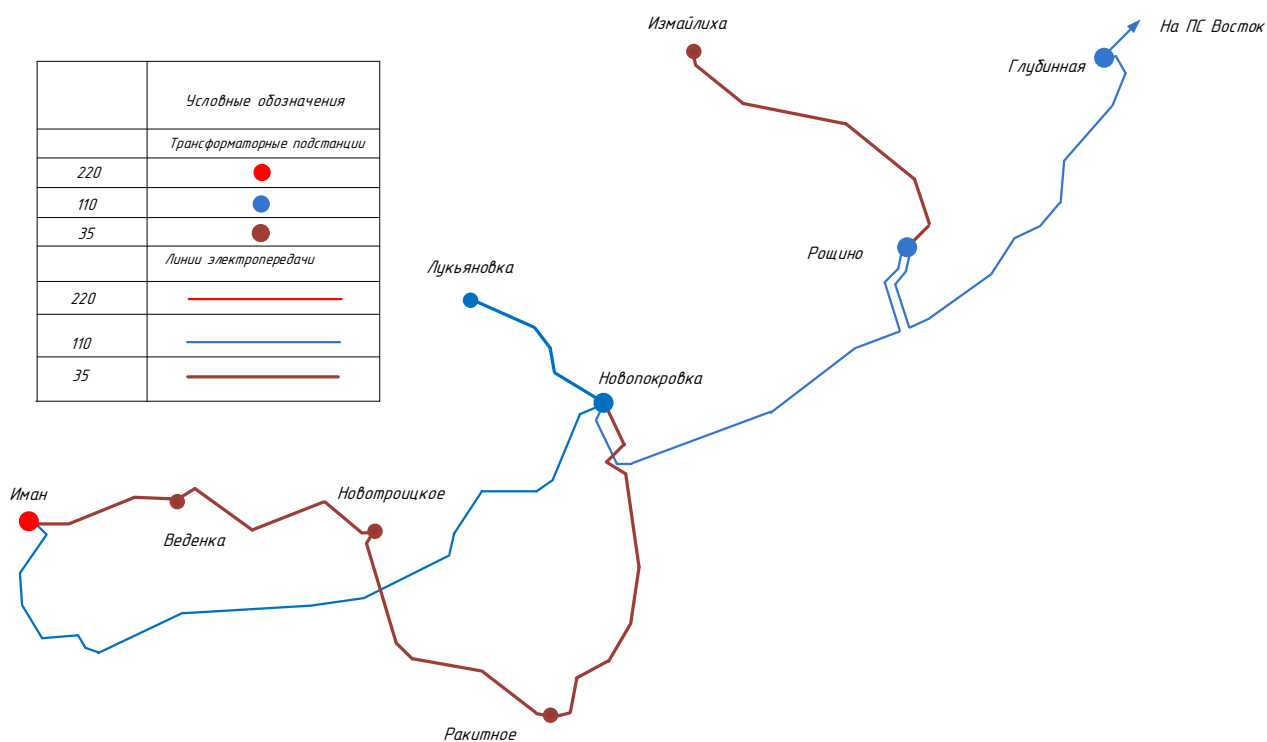 Измайлиха
На ПС Восток
Глубинная
Условные обозначения
Трансформаторные подстанции
220
110
35
Линии электропередачи
220
110
35
Рощино
Лукьяновка
Новопокровка
Иман
Новотроицкое
Веденка
Ракитное